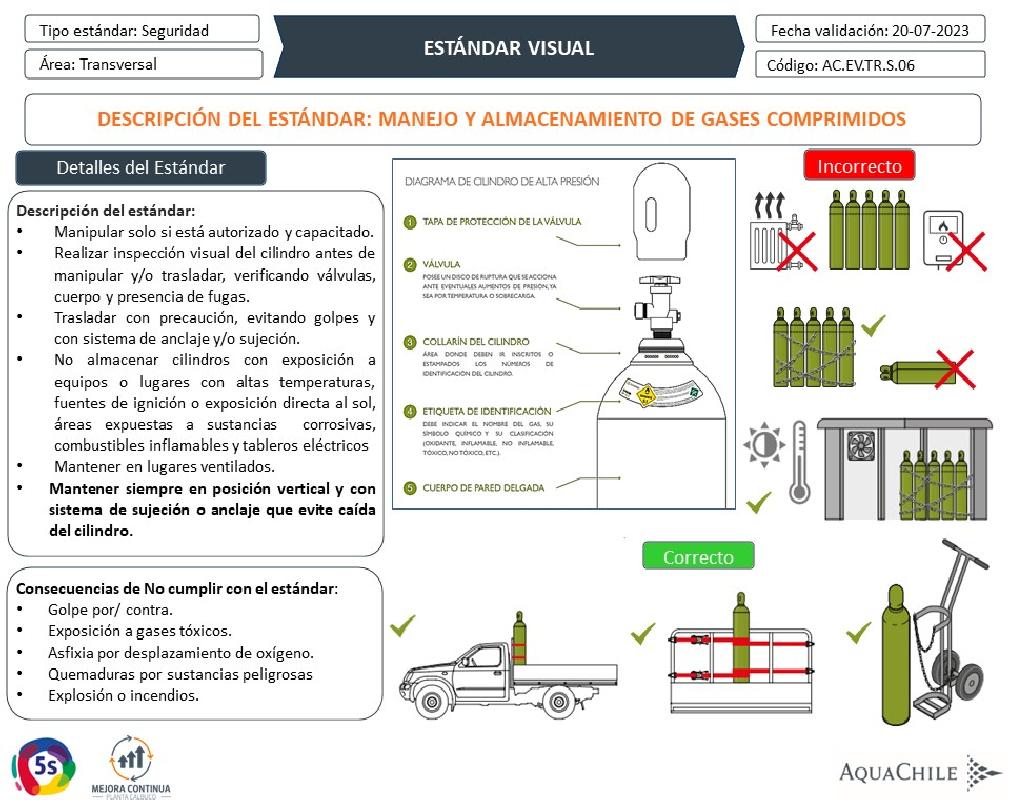 Tipo estándar: Seguridad
Área: Transversal
ESTÁNDAR VISUAL
Fecha validación: 20-07-2023
Código: AC.EV.TR.S.06
DESCRIPCIÓN DEL ESTÁNDAR: MANEJO Y ALMACENAMIENTO DE GASES COMPRIMIDOS
Detalles del Estándar
Descripción del estándar:
• Manipular solo si está autorizado y capacitado.
• Realizar inspección visual del cilindro antes de
manipular y/o trasladar, verificando válvulas,
cuerpo y presencia de fugas.
• Trasladar con precaución, evitando golpes y
con sistema de anclaje y/o sujeción.
• No almacenar cilindros con exposición a
equipos o lugares con altas temperaturas,
fuentes de ignición o exposición directa al sol,
áreas expuestas a sustancias corrosivas,
combustibles inflamables y tableros eléctricos
• Mantener en lugares ventilados.
• Mantener siempre en posición vertical y con
sistema de sujeción o anclaje que evite caída
del cilindro.
Consecuencias de No cumplir con el estándar:
• Golpe por/ contra.
• Exposición a gases tóxicos.
• Asfixia por desplazamiento de oxígeno.
• Quemaduras por sustancias peligrosas
• Explosión o incendios.
DIAGRAMA DE CILINDRO DE ALTA PRESIÓN
1 TAPA DE PROTECCIÓN DE LA VÁLVULA
2 VÁLVULA
POSEE UN DISCO DE RUPTURA QUE SE ACCIONA
ANTE EVENTUALES AUMENTOS DE PRESIÓN, YA
SEA POR TEMPERATURA O SOBRECARGA.
3 COLLARÍN DEL CILINDRO
ÁREA DONDE DEBEN IR INSCRITOS O
ESTAMPADOS LOS NÚMEROS DE
IDENTIFICACIÓN DEL CILINDRO.
4 ETIQUETA DE IDENTIFICACIÓN
DEBE INDICAR EL NOMBRE DEL GAS, SU
SÍMBOLO QUÍMICO Y SU CLASIFICACIÓN
(OXIDANTE, INFLAMABLE, NO INFLAMABLE,
TÓXICO, NO TÓXICO, ETC.).
5 CUERPO DE PARED DELGADA
Incorrecto
Correcto
5s
MEJORA CONTINUA
PLANTA CALBUCO
AQUACHILE